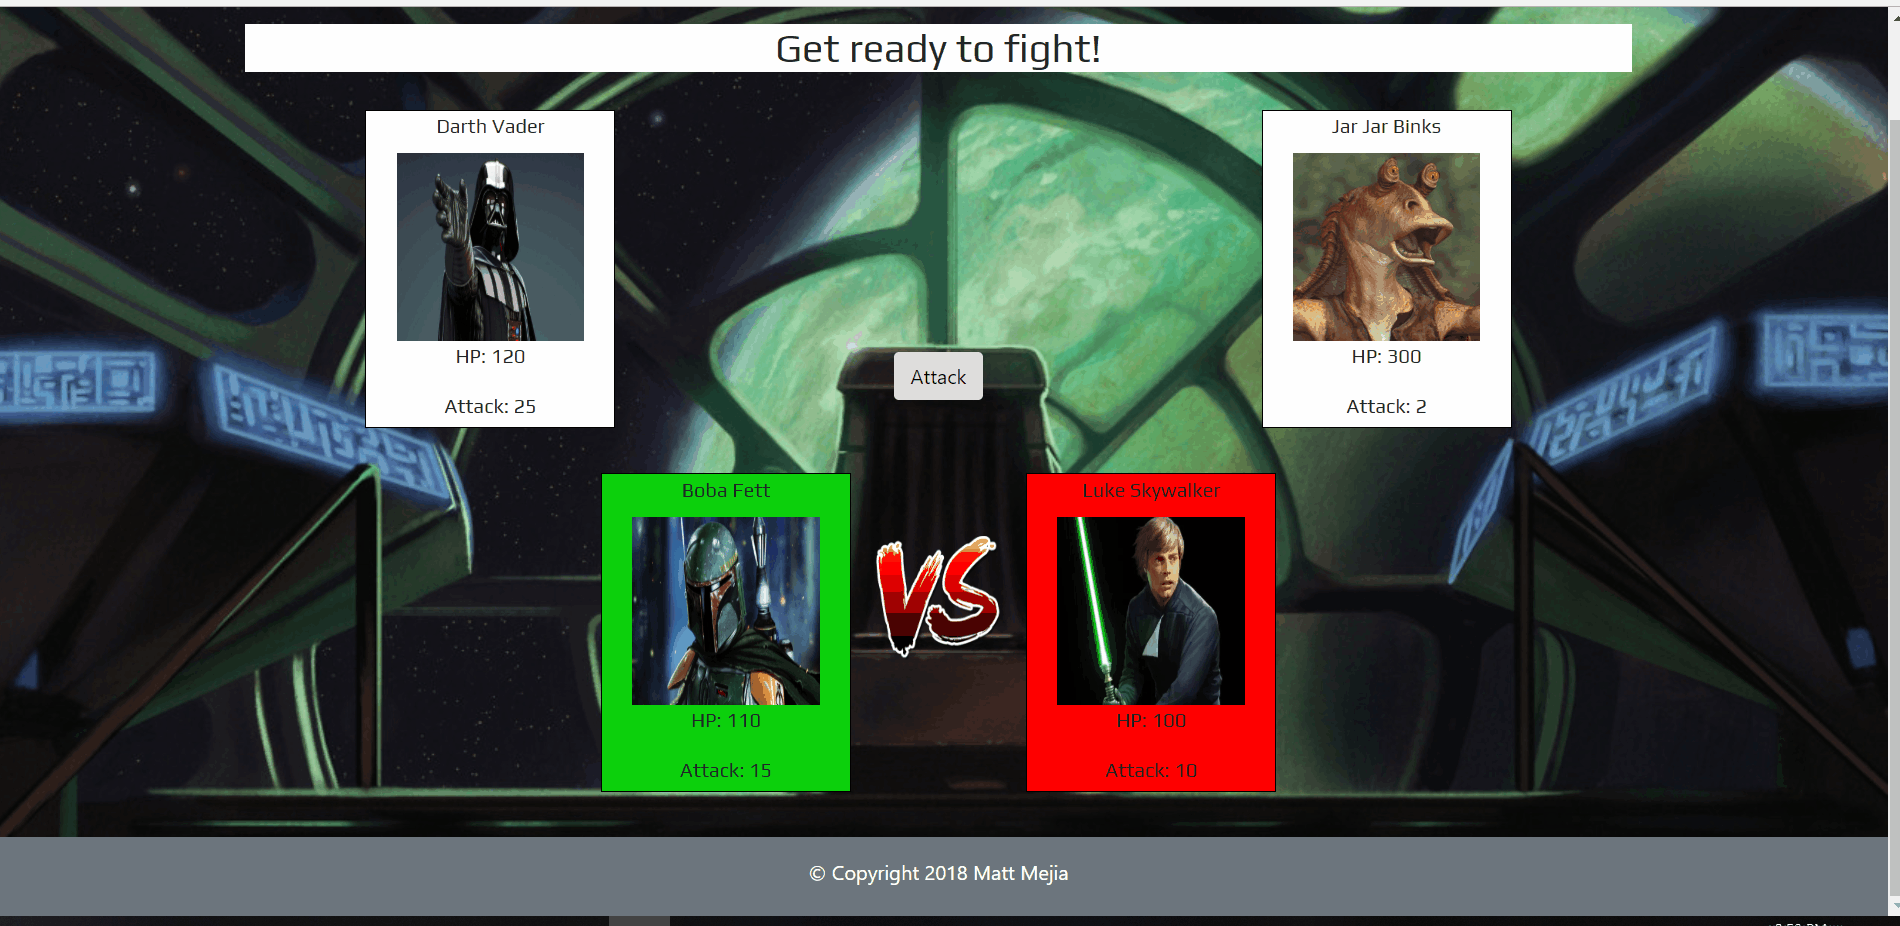 Get ready to fight!
Darth Vader
HP: 120
Attack: 25
Jar Jar Binks
HP: 300
Attack: 2
Attack
Boba Fett
HP: 110
Attack: 15
VS
Luke Skywalker
HP: 100
Attack: 10
© Copyright 2018 Matt Mejia